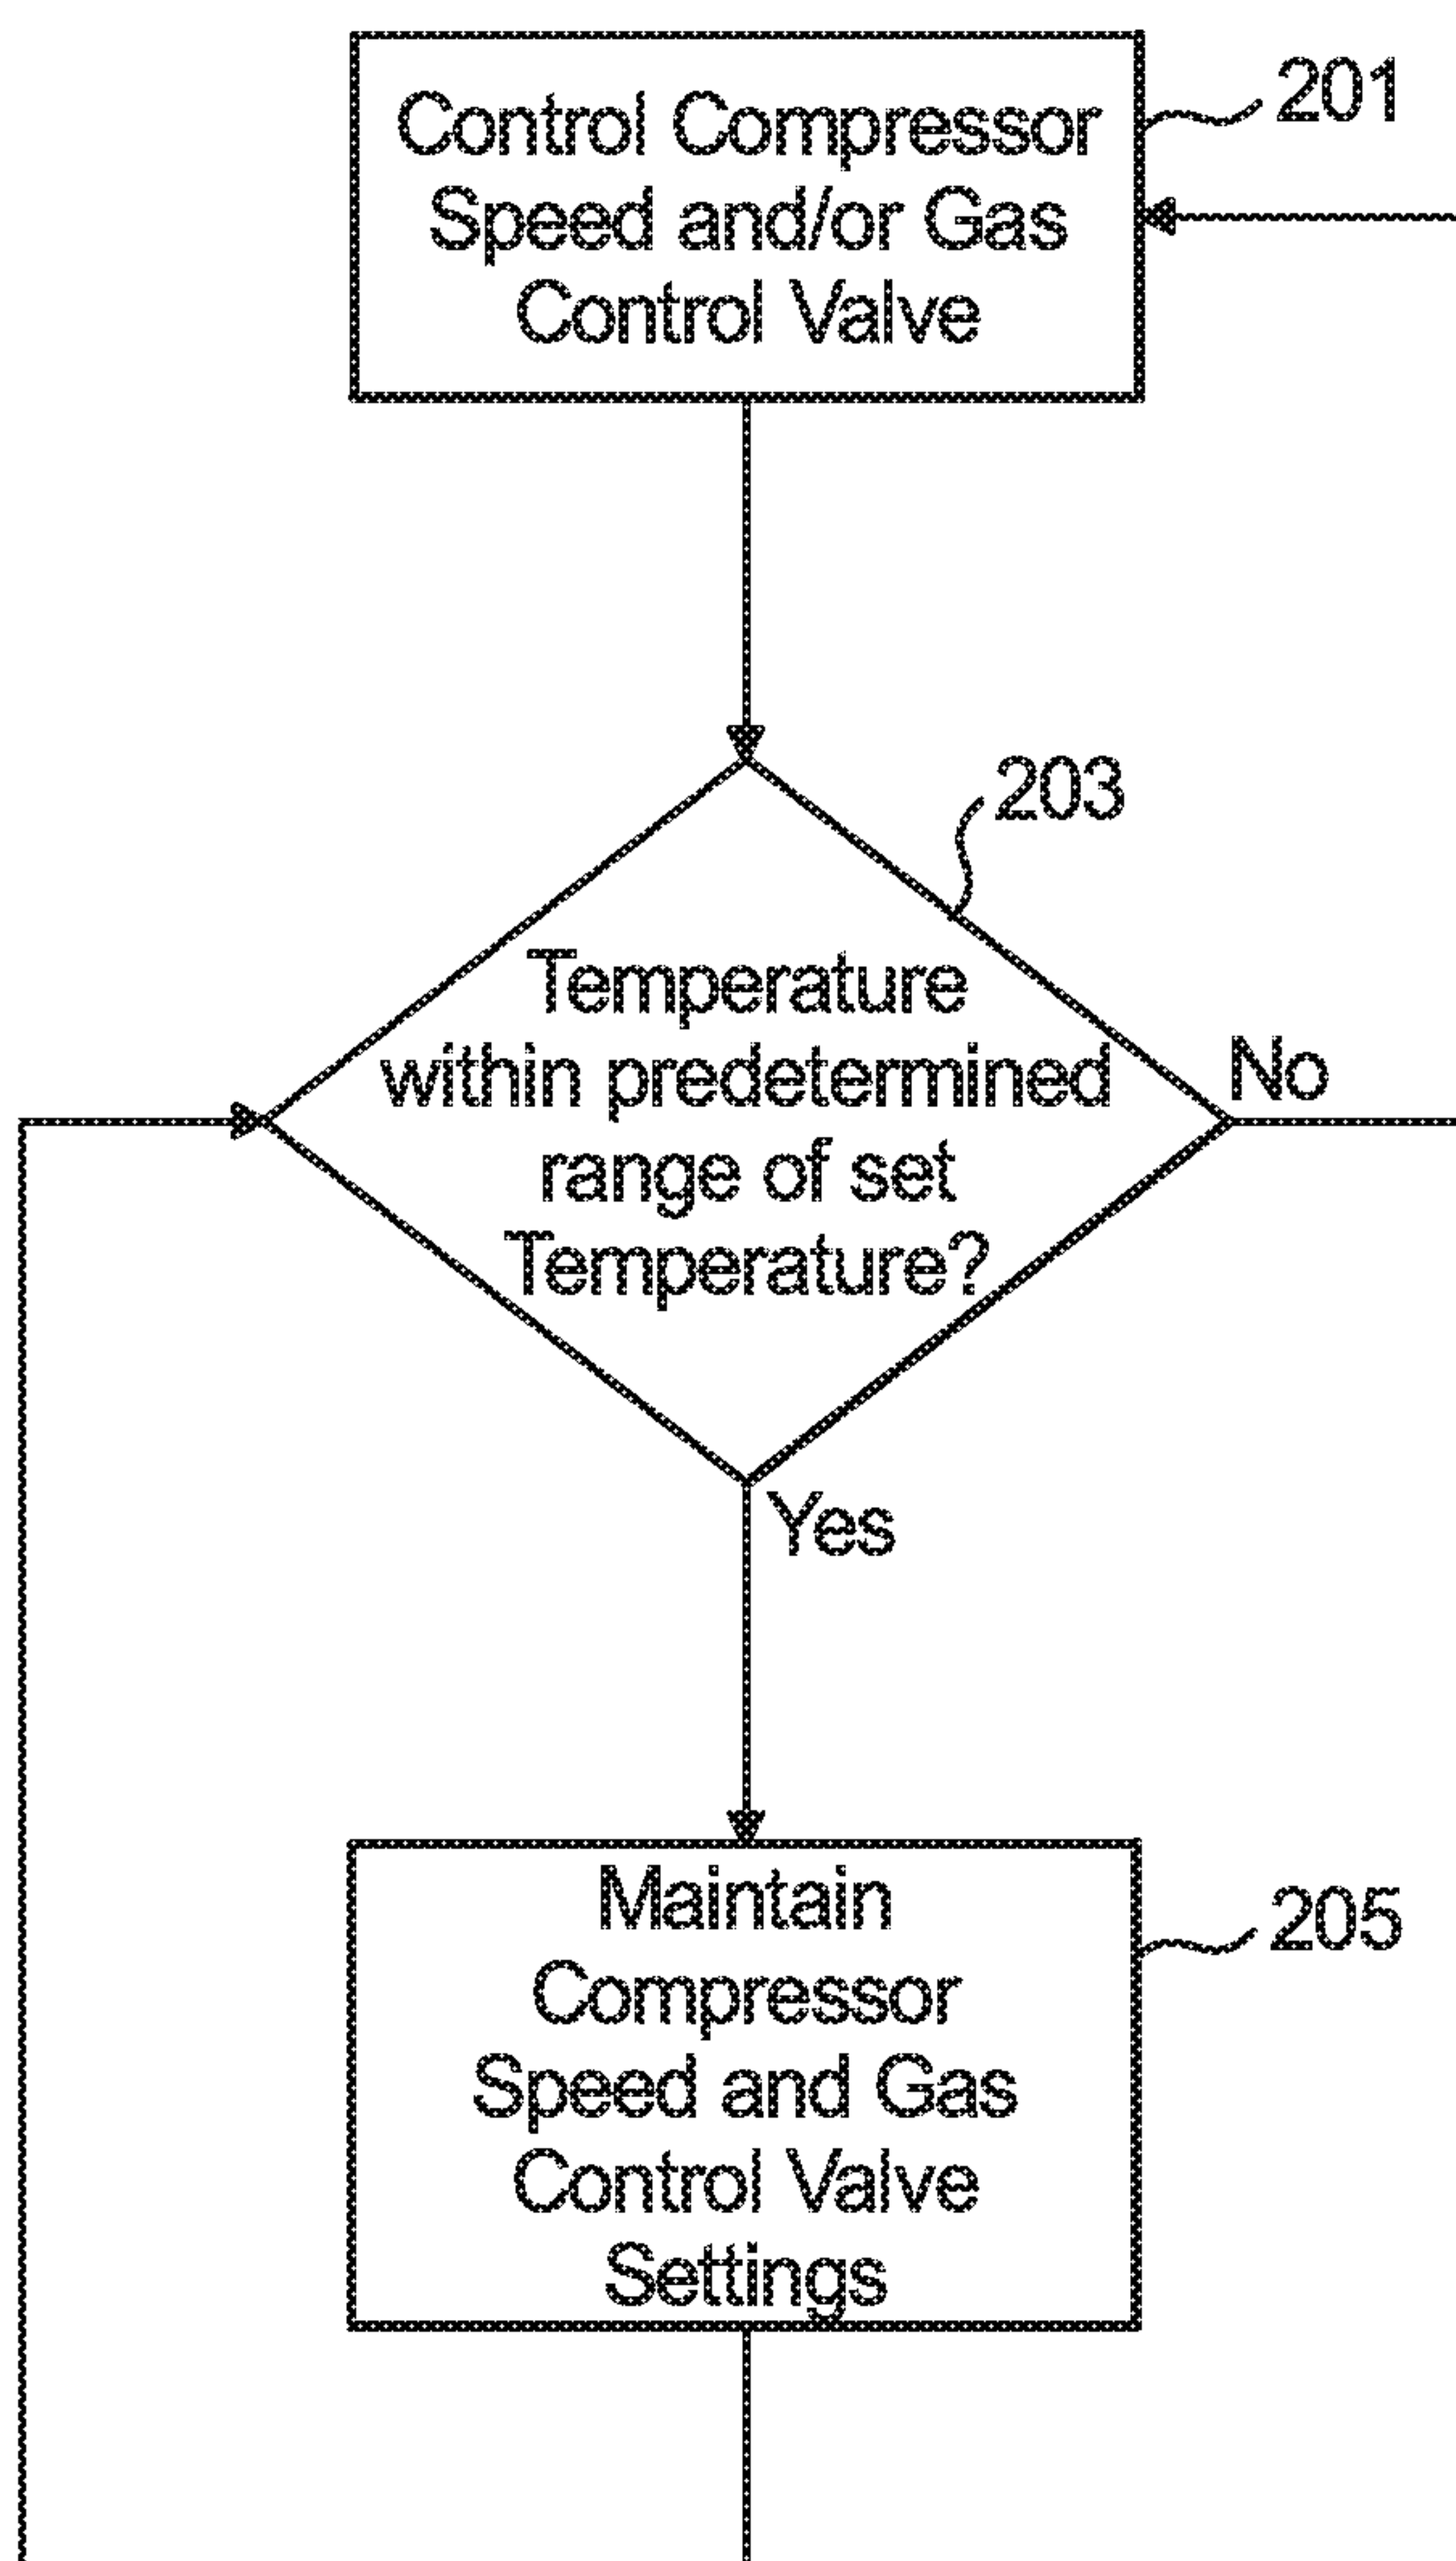 Control Compressor
Speed and/or Gas
Control Valve
201
203
Temperature
within predetermined
range of set
Temperature?
No
Yes
Maintain
Compressor
Speed and Gas
Control Valve
Settings
205